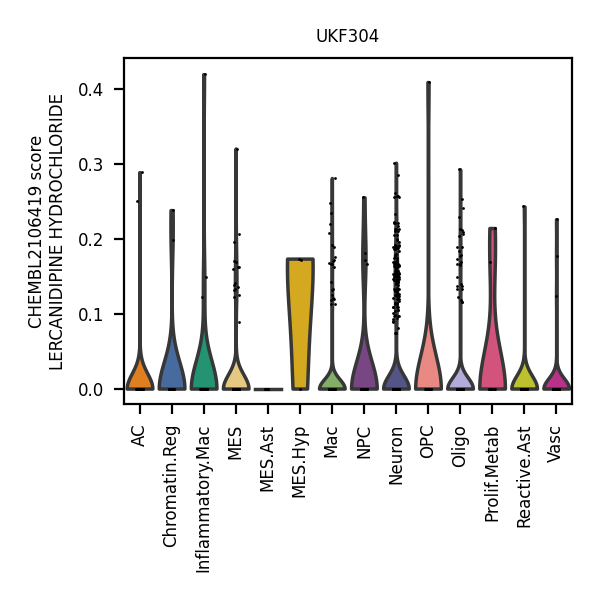 UKF304
CHEMBL2106419 score
LERCANIDIPINE HYDROCHLORIDE
0.4
0.3
0.2
0.1
0.0
AC
Chromatin.Reg
Inflammatory.Mac
MES
MES.Ast
MES.Hyp
Mac
NPC
Neuron
OPC
Oligo
Prolif.Metab
Reactive.Ast
Vasc